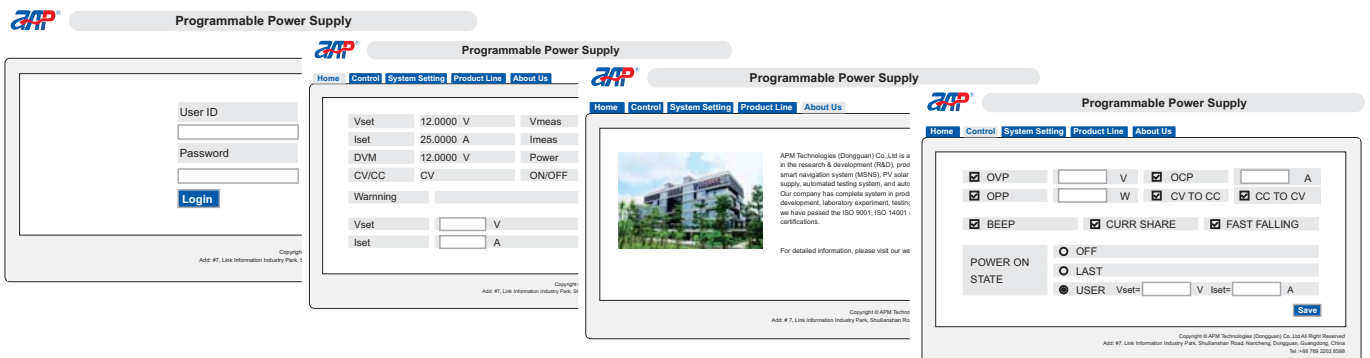 APM®
Programmable Power Supply
User ID
Password
Login
Copyright
Add: #7, Link Information Industry Park,
APM®
Programmable Power Supply
Home Control System Setting Product Line About Us
Vset 12.0000 V Vmeas
Iset 25.0000 A Imeas
DVM 12.0000 V Power
CV/CC CV ON/OFF
Warnning
Vset V
Iset A
Copyright
Add: #7, Link Information Industry Park,
APM®
Programmable Power Supply
Home Control System Setting Product Line About Us
APM Technologies (Dongguan) Co.,Ltd is a
in the research & development (R&D), prod
smart navigation system (MSNS), PV solar
supply, automated testing system, and auto
Our company has complete system in prod
development, laboratory experiment, testing
we have passed the ISO 9001, ISO 14001
certifications.
For detailed information, please visit our we
Copyright © APM Techno
Add: # 7, Link Information Industry Park, Shuilianshan Ro
APM®
Programmable Power Supply
Home Control System Setting Product Line About Us
OVP V OCP A
OPP W CV TO CC CC TO CV
BEEP CURR SHARE FAST FALLING
POWER ON
STATE
OFF
LAST
USER Vset= V Iset= A
Save
Copyright © APM Technologies (Dongguan) Co.,Ltd All Right Reserved
Add: #7, Link Information Industry Park, Shuilianshan Road, Nancheng, Dongguan, Guangdong, China
Tel :+86 769 2202 8588